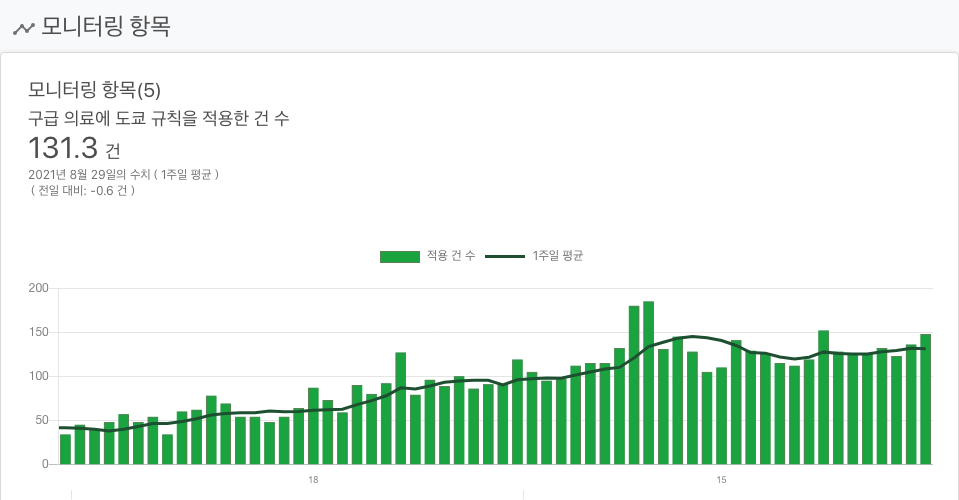 모니터링 항목
모니터링 항목(5)
구급 의료에 도쿄 규칙을 적용한 건 수
131.3 건
2021년 8월 29일의 수치 ( 1주일 평균 )
( 전일 대비: -0.6 건 )
적용 건 수 1주일 평균
200
150
100
50
0
18 15